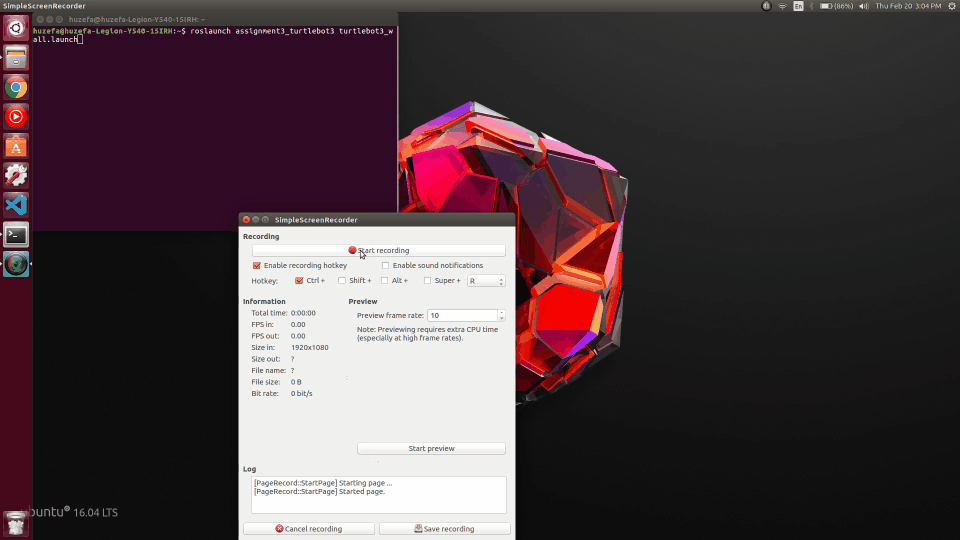 SimpleScreenRecorder
En
(86%)
Thu Feb 20 3:04 PM
huzefa@huzefa-Legion-Y540-15IRH: ~
huzefa@huzefa-Legion-Y540-15IRH:~$ roslaunch assignment3_turtlebot3 turtlebot3_w
all.launch
SimpleScreenRecorder
Recording
Start recording
Enable recording hotkey
Enable sound notifications
Hotkey: Ctrl + Shift + Alt + Super + R
Information
Preview
Total time: 0:00:00
Preview frame rate: 10
FPS in: 0.00
FPS out: 0.00
Note: Previewing requires extra CPU time
(especially at high frame rates).
Size in: 1920x1080
Size out: ?
File name: ?
File size: 0 B
Bit rate: 0 bit/s
Start preview
Log
[PageRecord::StartPage] Starting page ...
[PageRecord::StartPage] Started page.
Cancel recording
Save recording
buntu® 16.04 LTS